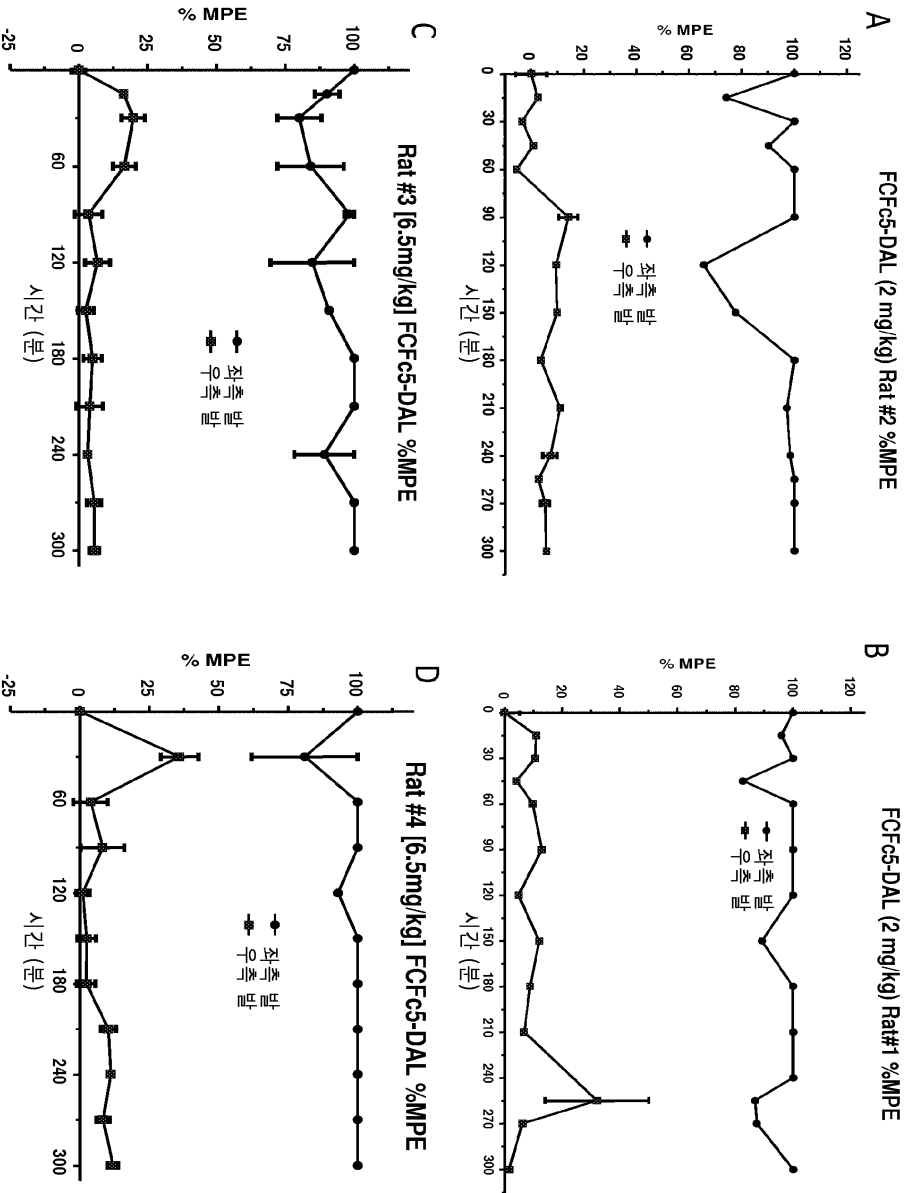 A
FCFc5-DAL (2 mg/kg) Rat #2 %MPE
% MPE
120
100
80
60
40
20
0
좌측 발
우측 발
0 30 60 90 120 150 180 210 240 270 300
시간 (분)
B
FCFc5-DAL (2 mg/kg) Rat#1 %MPE
% MPE
120
100
80
60
40
20
0
좌측 발
우측 발
0 30 60 90 120 150 180 210 240 270 300
시간 (분)
C
Rat #3 [6.5mg/kg] FCFc5-DAL %MPE
% MPE
100
75
50
25
0
-25
좌측 발
우측 발
60 120 180 240 300
시간 (분)
D
Rat #4 [6.5mg/kg] FCFc5-DAL %MPE
% MPE
100
75
50
25
0
-25
좌측 발
우측 발
60 120 180 240 300
시간 (분)